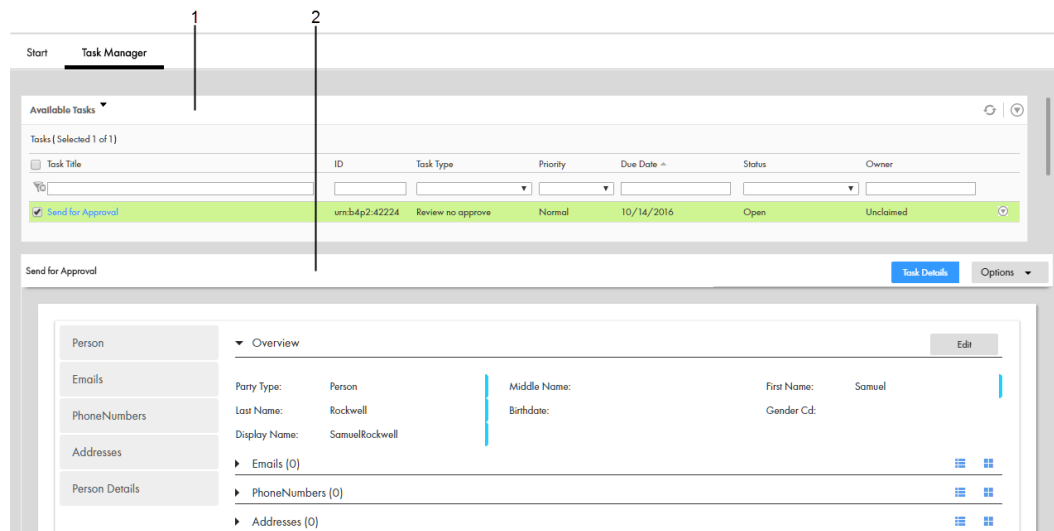 1 2
Start Task Manager
Available Tasks
Tasks ( Selected 1 of 1)
Task Title ID Task Type Priority Due Date Status Owner
Send for Approval urn:b4p2:42224 Review no approve Normal 10/14/2016 Open Unclaimed
Send for Approval Task Details Options
Person Overview Edit
Emails
PhoneNumbers
Addresses
Person Details
Party Type: Person Middle Name: First Name: Samuel
Last Name: Rockwell Birthdate: Gender Cd:
Display Name: SamuelRockwell
Emails (0)
PhoneNumbers (0)
Addresses (0)